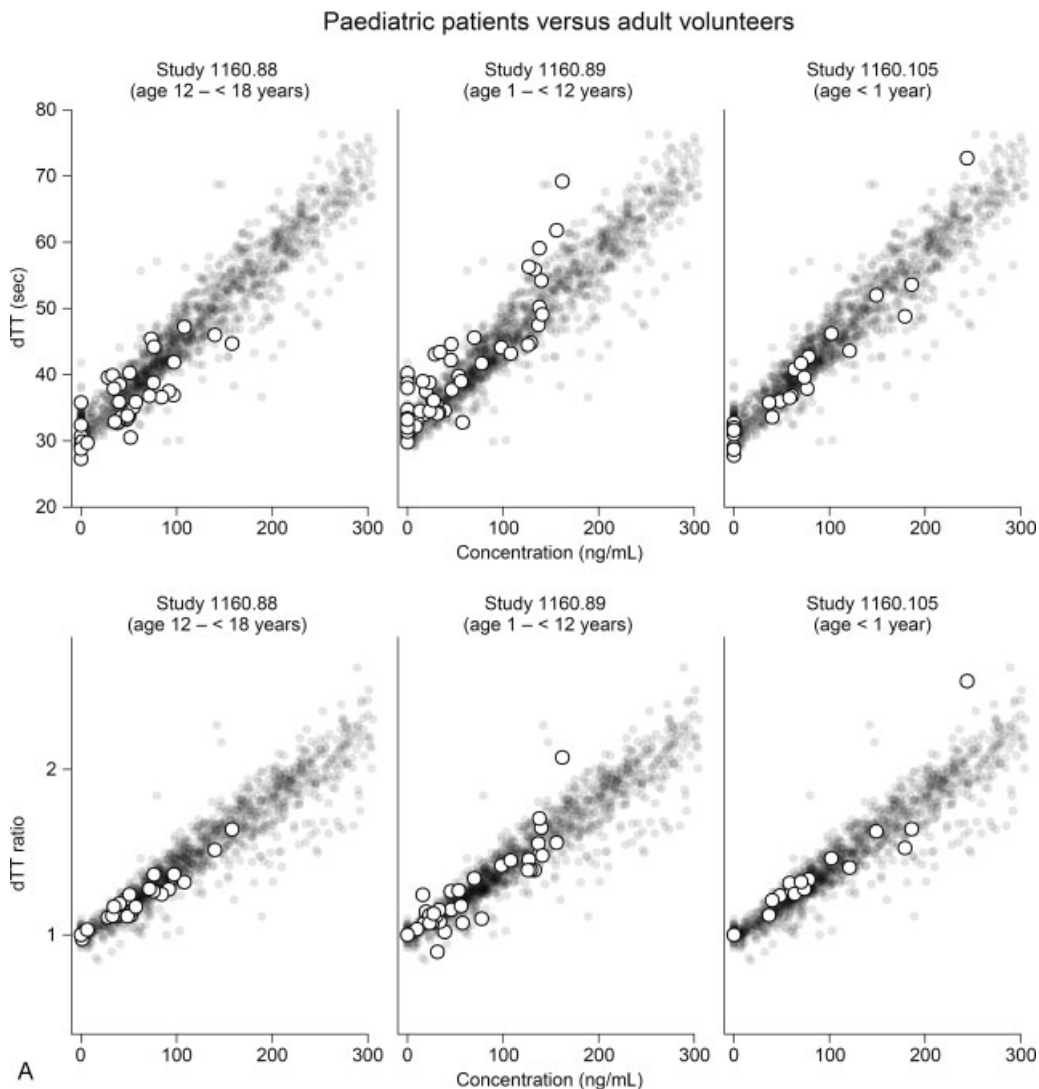 Paediatric patients versus adult volunteers
Study 1160.88
(age 12 – < 18 years)
Study 1160.89
(age 1 – < 12 years)
Study 1160.105
(age < 1 year)
80
70
60
50
40
30
20
dTT (sec)
0 100 200 300
0 100 200 300
0 100 200 300
Concentration (ng/mL)
Study 1160.88
(age 12 – < 18 years)
Study 1160.89
(age 1 – < 12 years)
Study 1160.105
(age < 1 year)
2
1
dTT ratio
0 100 200 300
0 100 200 300
0 100 200 300
Concentration (ng/mL)
A